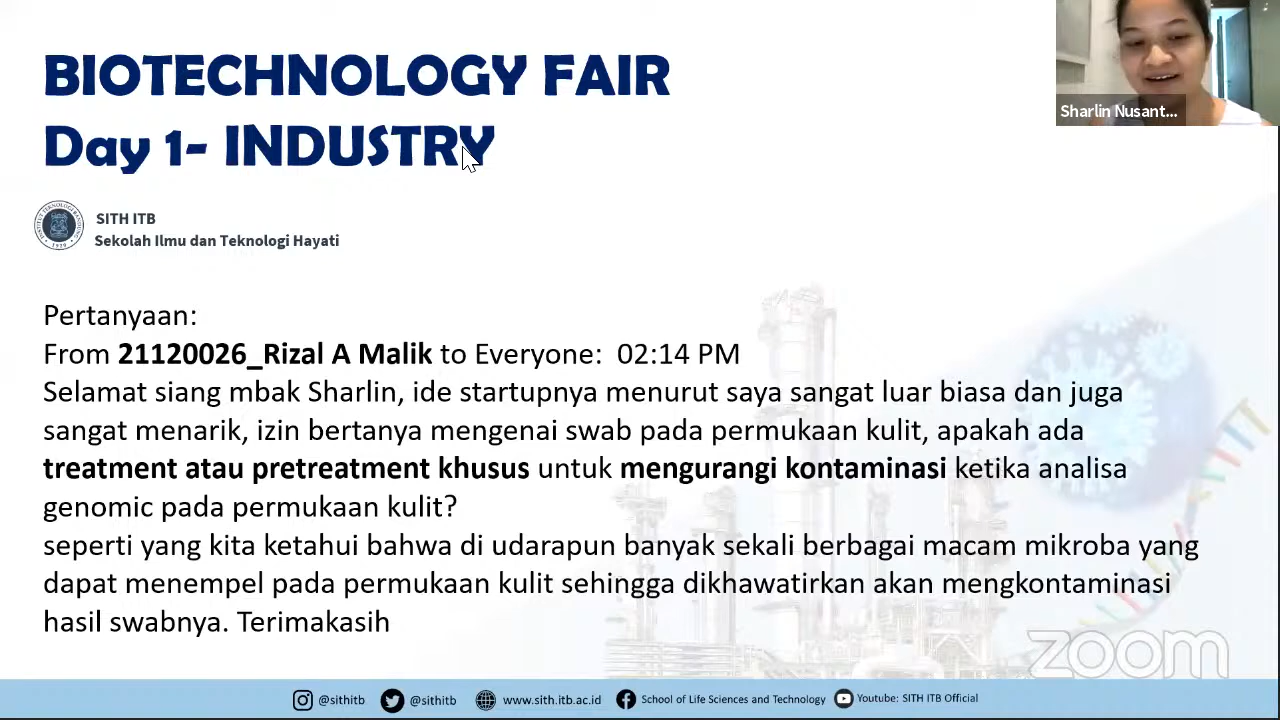 BIOTECHNOLOGY FAIR
Day 1- INDUSTRY
Sharlin Nusant...
SITH ITB
Sekolah Ilmu dan Teknologi Hayati
Pertanyaan:
From 21120026_Rizal A Malik to Everyone: 02:14 PM
Selamat siang mbak Sharlin, ide startupnya menurut saya sangat luar biasa dan juga
sangat menarik, izin bertanya mengenai swab pada permukaan kulit, apakah ada
treatment atau pretreatment khusus untuk mengurangi kontaminasi ketika analisa
genomic pada permukaan kulit?
seperti yang kita ketahui bahwa di udarapun banyak sekali berbagai macam mikroba yang
dapat menempel pada permukaan kulit sehingga dikhawatirkan akan mengkontaminasi
hasil swabnya. Terimakasih
zoom
@sithitb @sithitb www.sith.itb.ac.id School of Life Sciences and Technology Youtube: SITH ITB Official